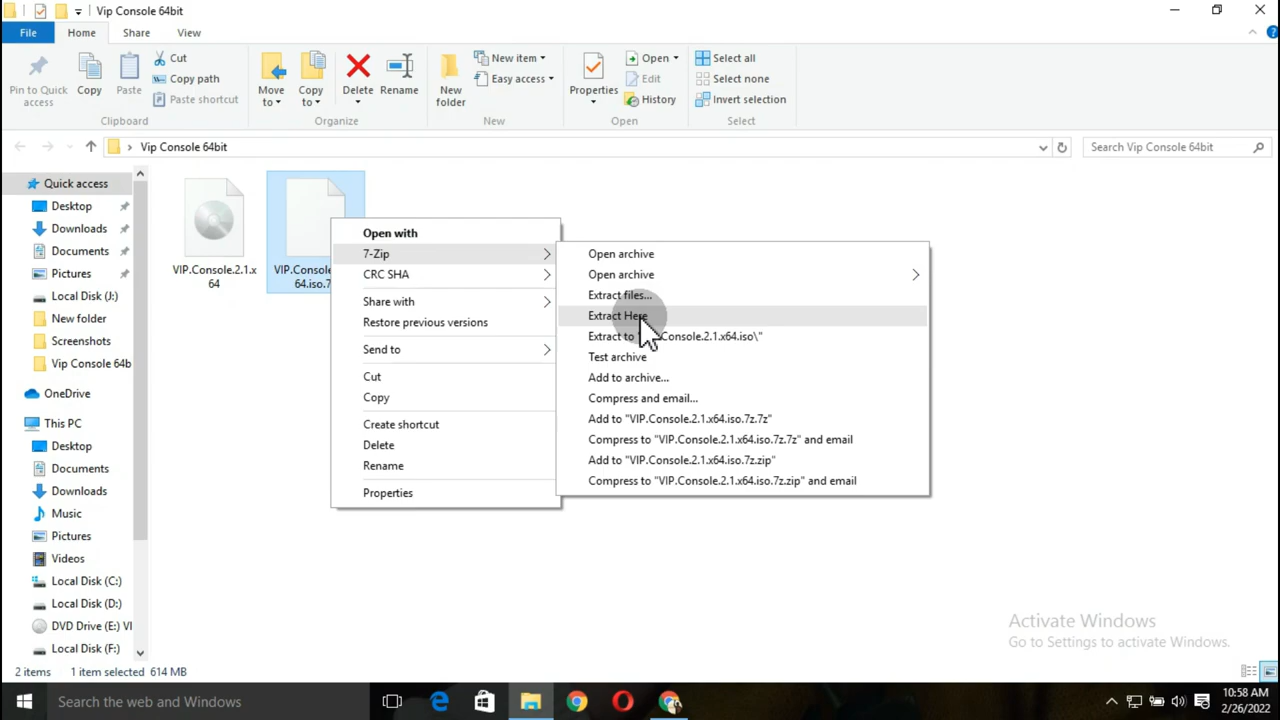 Vip Console 64bit
File Home Share View
Pin to Quick access
Copy
Paste
Cut
Copy path
Paste shortcut
Clipboard
Move to
Copy to
Delete
Rename
Organize
New folder
New item
Easy access
New
Properties
Open
Edit
History
Open
Select all
Select none
Invert selection
Select
Vip Console 64bit
Search Vip Console 64bit
Quick access
Desktop
Downloads
Documents
Pictures
Local Disk (J:)
New folder
Screenshots
Vip Console 64b
OneDrive
This PC
Desktop
Documents
Downloads
Music
Pictures
Videos
Local Disk (C:)
Local Disk (D:)
DVD Drive (E:) VI
Local Disk (F:)
VIP.Console.2.1.x
64
VIP.Console
64.iso.7
Open with
7-Zip
CRC SHA
Share with
Restore previous versions
Send to
Cut
Copy
Create shortcut
Delete
Rename
Properties
Open archive
Open archive
Extract files...
Extract Here
Extract to Console.2.1.x64.iso\"
Test archive
Add to archive...
Compress and email...
Add to "VIP.Console.2.1.x64.iso.7z.7z"
Compress to "VIP.Console.2.1.x64.iso.7z.7z" and email
Add to "VIP.Console.2.1.x64.iso.7z.zip"
Compress to "VIP.Console.2.1.x64.iso.7z.zip" and email
Activate Windows
Go to Settings to activate Windows.
2 items 1 item selected 614 MB
Search the web and Windows
10:58 AM
2/26/2022